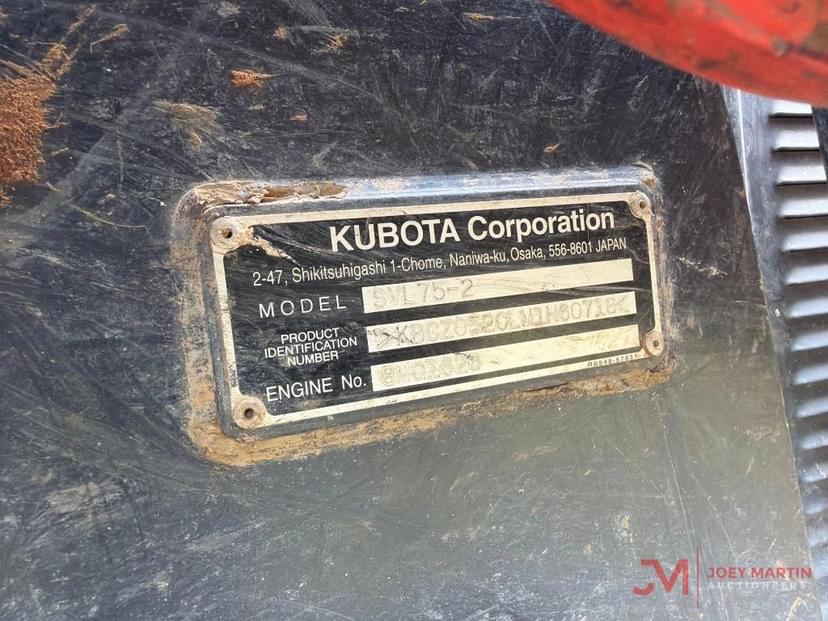 KUBOTA Corporation
2-47, Shikitsuhigashi 1-Chome, Naniwa-ku, Osaka, 556-8601 JAPAN
MODEL SVL75-2
PRODUCT
IDENTIFICATION
NUMBER
ENGINE No.
JM JOEY MARTIN
AUCTIONEERS